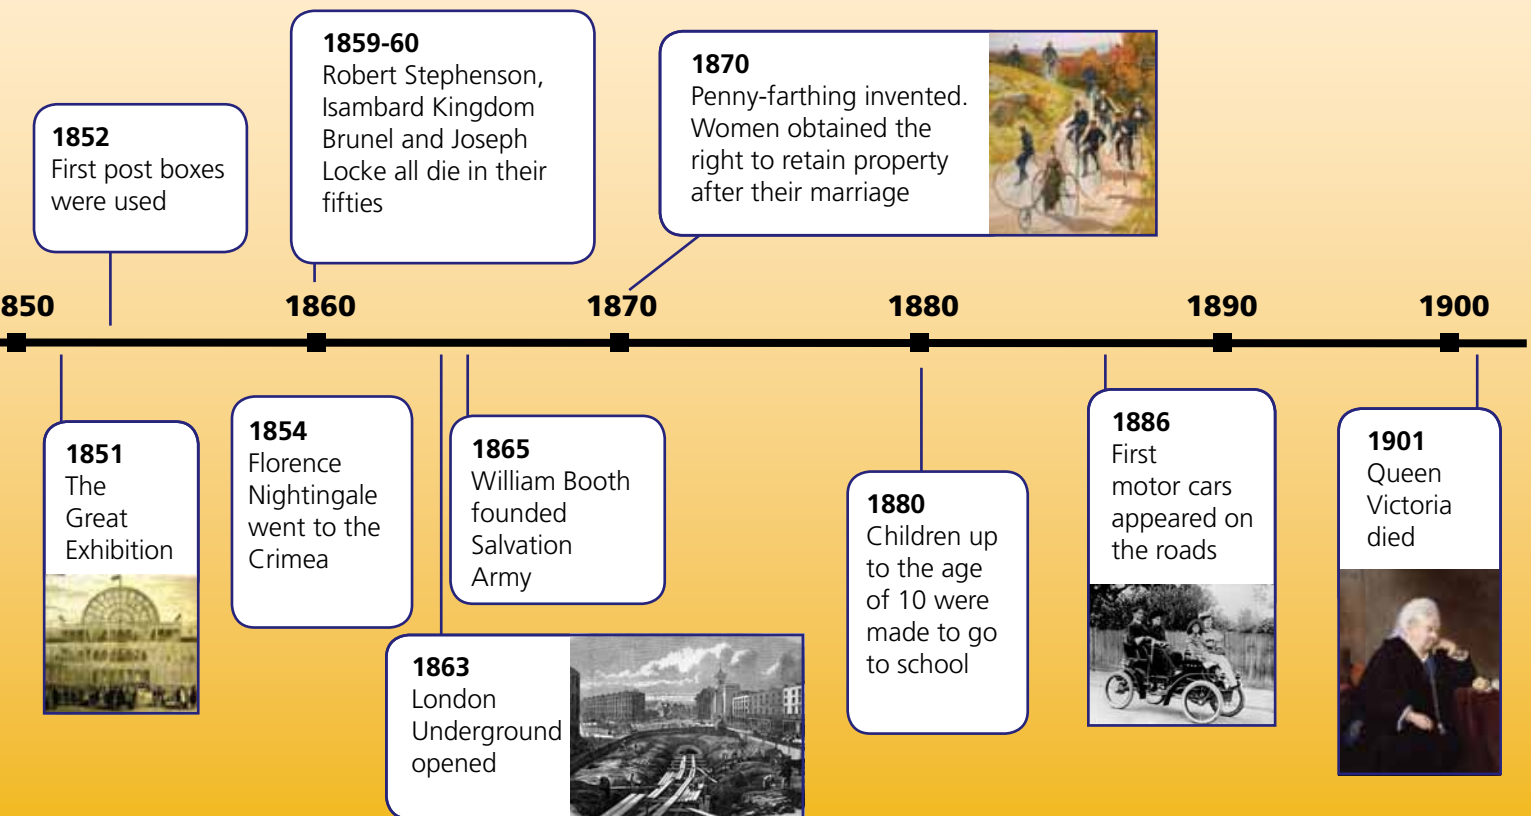 1859-60
Robert Stephenson,
Isambard Kingdom
Brunel and Joseph
Locke all die in their
fifties
1870
Penny-farthing invented.
Women obtained the
right to retain property
after their marriage
1852
First post boxes
were used
850
1860
1870
1880
1890
1900
1851
The
Great
Exhibition
1854
Florence
Nightingale
went to the
Crimea
1865
William Booth
founded
Salvation
Army
1863
London
Underground
opened
1880
Children up
to the age
of 10 were
made to go
to school
1886
First
motor cars
appeared on
the roads
1901
Queen
Victoria
died